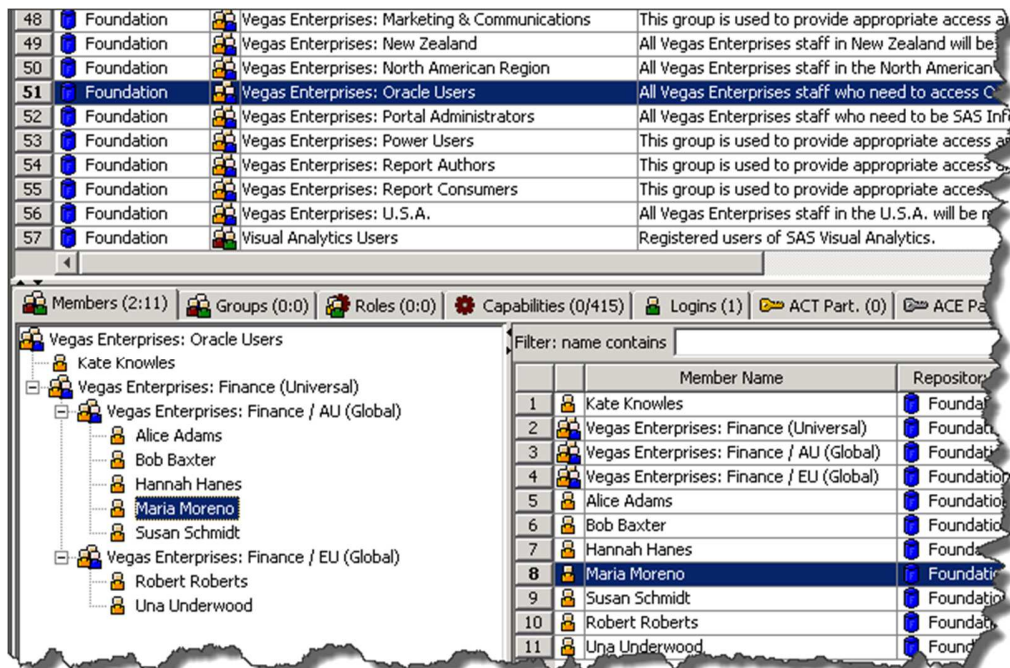 48 Foundation Vegas Enterprises: Marketing & Communications This group is used to provide appropriate access
49 Foundation Vegas Enterprises: New Zealand All Vegas Enterprises staff in New Zealand will be
50 Foundation Vegas Enterprises: North American Region All Vegas Enterprises staff in the North American
51 Foundation Vegas Enterprises: Oracle Users All Vegas Enterprises staff who need to access
52 Foundation Vegas Enterprises: Portal Administrators All Vegas Enterprises staff who need to be SAS
53 Foundation Vegas Enterprises: Power Users This group is used to provide appropriate access
54 Foundation Vegas Enterprises: Report Authors This group is used to provide appropriate access
55 Foundation Vegas Enterprises: Report Consumers This group is used to provide appropriate access
56 Foundation Vegas Enterprises: U.S.A. All Vegas Enterprises staff in the U.S.A. will be
57 Foundation Visual Analytics Users Registered users of SAS Visual Analytics.
Members (2:11) Groups (0:0) Roles (0:0) Capabilities (0/415) Logins (1) ACT Part. (0) ACE
Vegas Enterprises: Oracle Users
Kate Knowles
Vegas Enterprises: Finance (Universal)
Vegas Enterprises: Finance / AU (Global)
Alice Adams
Bob Baxter
Hannah Hanes
Maria Moreno
Susan Schmidt
Vegas Enterprises: Finance / EU (Global)
Robert Roberts
Una Underwood
Filter: name contains
Member Name Repository
1 Kate Knowles
2 Vegas Enterprises: Finance (Universal)
3 Vegas Enterprises: Finance / AU (Global)
4 Vegas Enterprises: Finance / EU (Global) Foundation
5 Alice Adams
6 Bob Baxter
7 Hannah Hanes
8 Maria Moreno
9 Susan Schmidt
10 Robert Roberts
11 Una Underwood